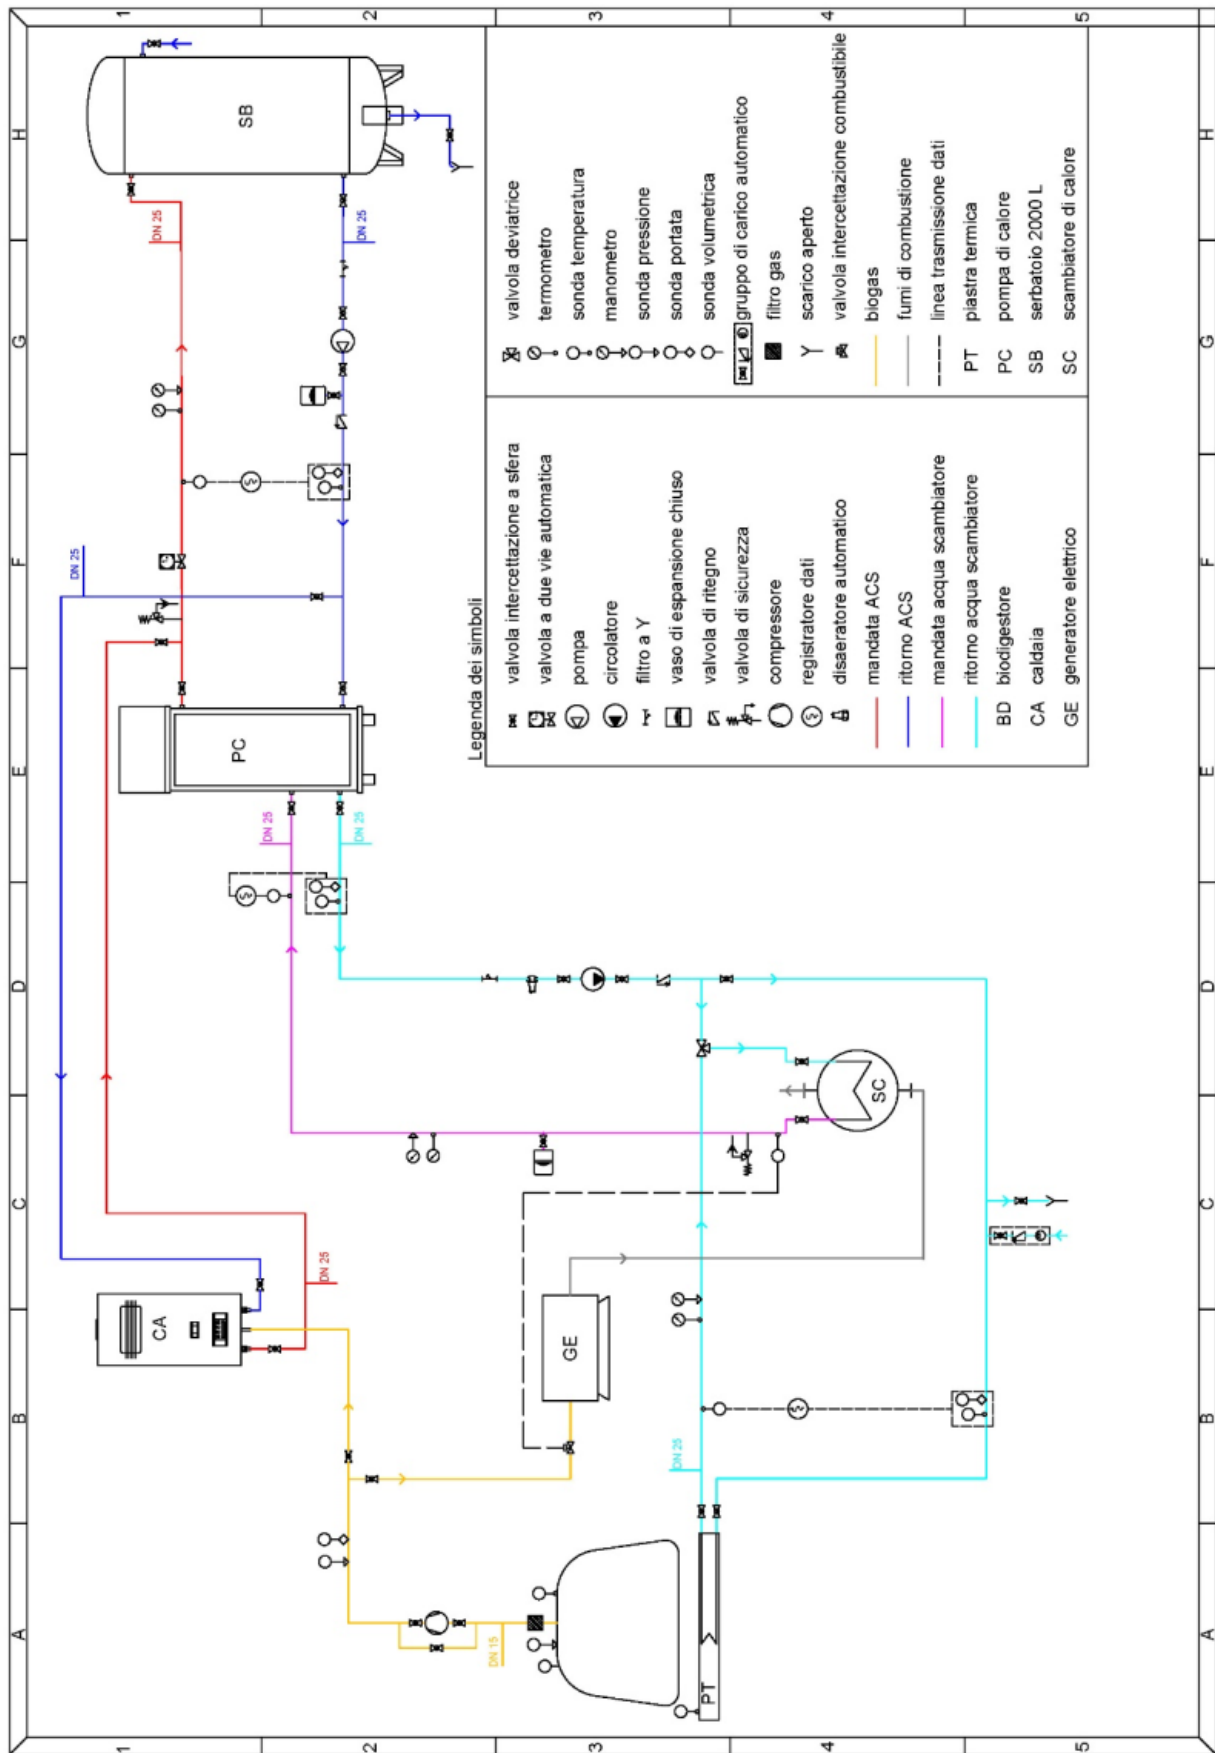 1
2
3
4
5
A
B
C
D
E
F
G
H
CA
DN 25
DN 25
DN 25
SB
DN 25
PC
DN 25
DN 25
GE
SC
DN 15
DN 25
PT
Legenda dei simboli
valvola intercettazione a sfera
valvola a due vie automatica
pompa
circolatore
filtro a Y
vaso di espansione chiuso
valvola di ritegno
valvola di sicurezza
compressore
registratore dati
disaeratore automatico
mandata ACS
ritorno ACS
mandata acqua scambiatore
ritorno acqua scambiatore
BD biodigestore
CA caldaia
GE generatore elettrico
valvola deviatrice
termometro
sonda temperatura
manometro
sonda pressione
sonda portata
sonda volumetrica
gruppo di carico automatico
filtro gas
scarico aperto
valvola intercettazione combustibile
biogas
fumi di combustione
linea trasmissione dati
PT piastra termica
PC pompa di calore
SB serbatoio 2000 L
SC scambiatore di calore
A
B
C
D
E
F
G
H
1
2
3
4
5